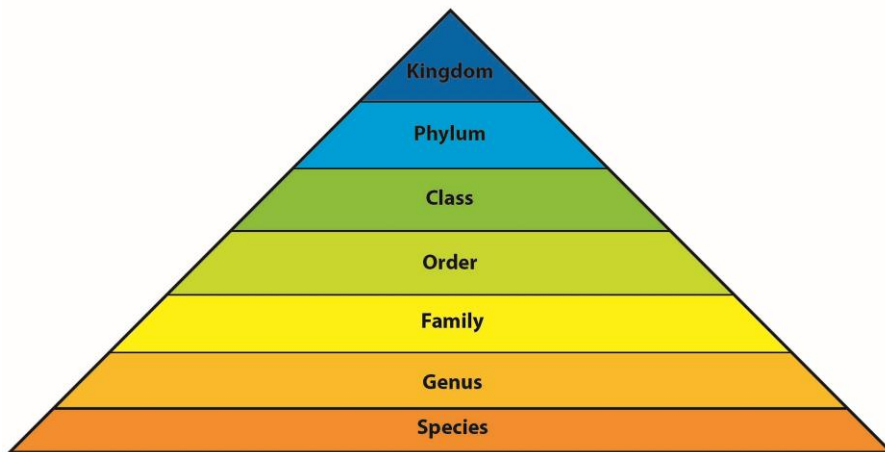 Kingdom
Phylum
Class
Order
Family
Genus
Species